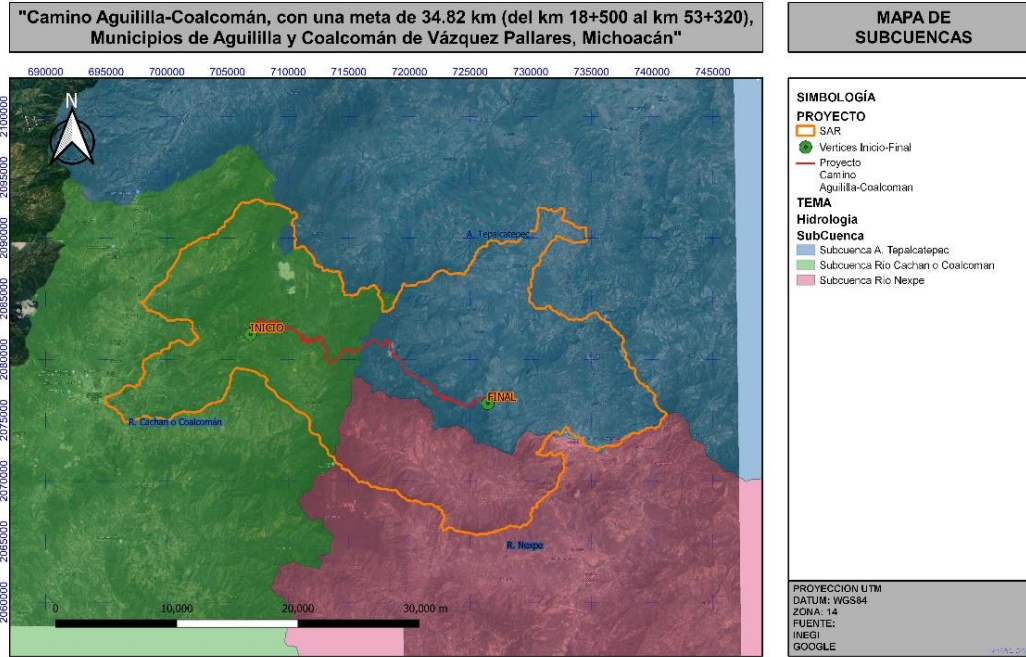 "Camino Aguililla-Coalcomán, con una meta de 34.82 km (del km 18+500 al km 53+320),
Municipios de Aguililla y Coalcomán de Vázquez Pallares, Michoacán"
MAPA DE
SUBCUENCAS
690000 695000 700000 705000 710000 715000 720000 725000 730000 735000 740000 745000
2100000
2095000
2090000
2085000
2080000
2075000
2070000
2065000
2060000
N
A. Tepalcatepec
INICIO
FINAL
R. Cachan o Coalcomán
R. Nexpe
0 10,000 20,000 30,000 m
SIMBOLOGÍA
PROYECTO
SAR
Vertices Inicio-Final
Proyecto
Camino
Aguililla-Coalcoman
TEMA
Hidrologia
SubCuenca
Subcuenca A. Tepalcatepec
Subcuenca Rio Cachan o Coalcoman
Subcuenca Rio Nexpe
PROYECCION UTM
DATUM: WGS84
ZONA: 14
FUENTE:
INEGI
GOOGLE